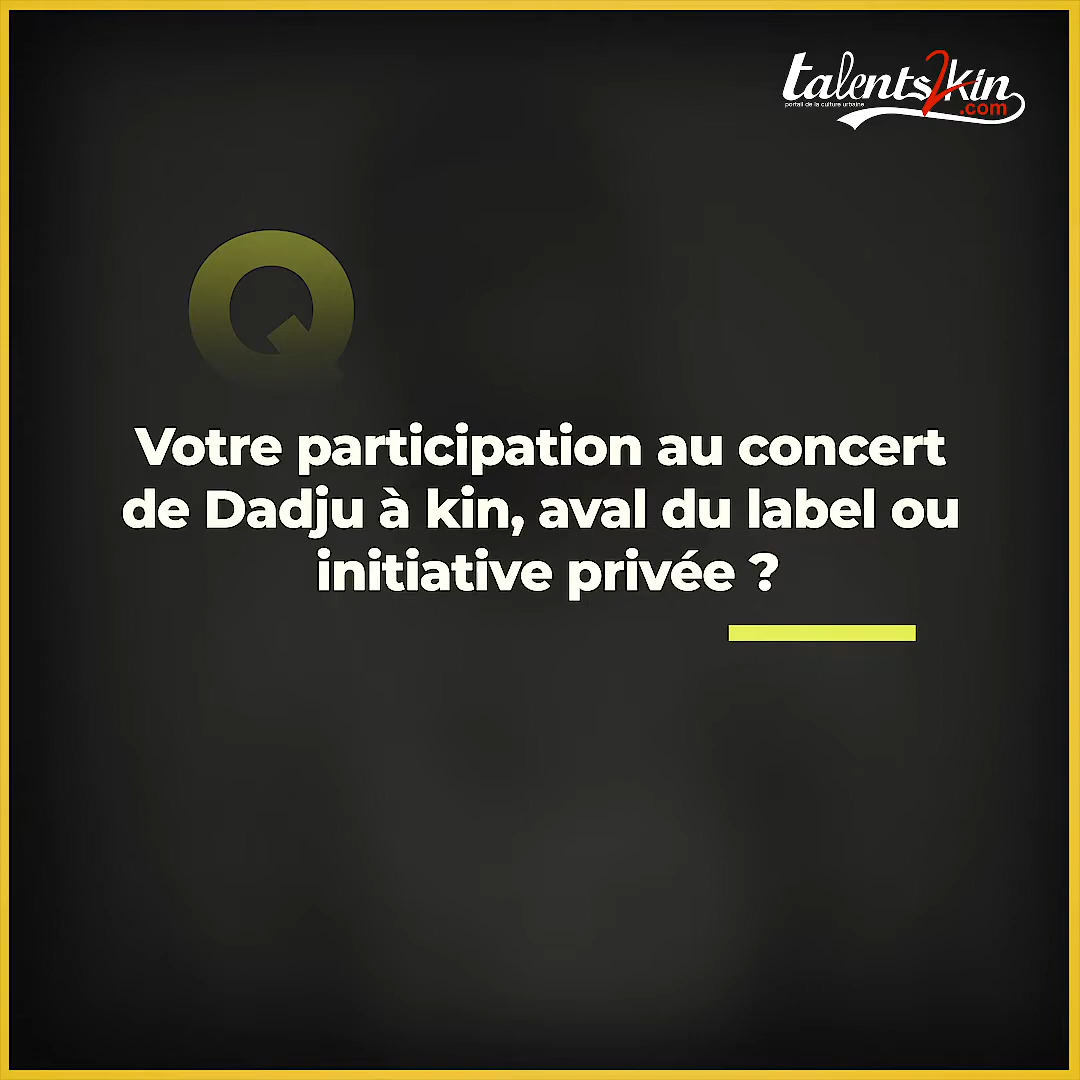 talents2kin
.com
portail de la culture urbaine
Q
Votre participation au concert
de Dadju à kin, aval du label ou
initiative privée ?